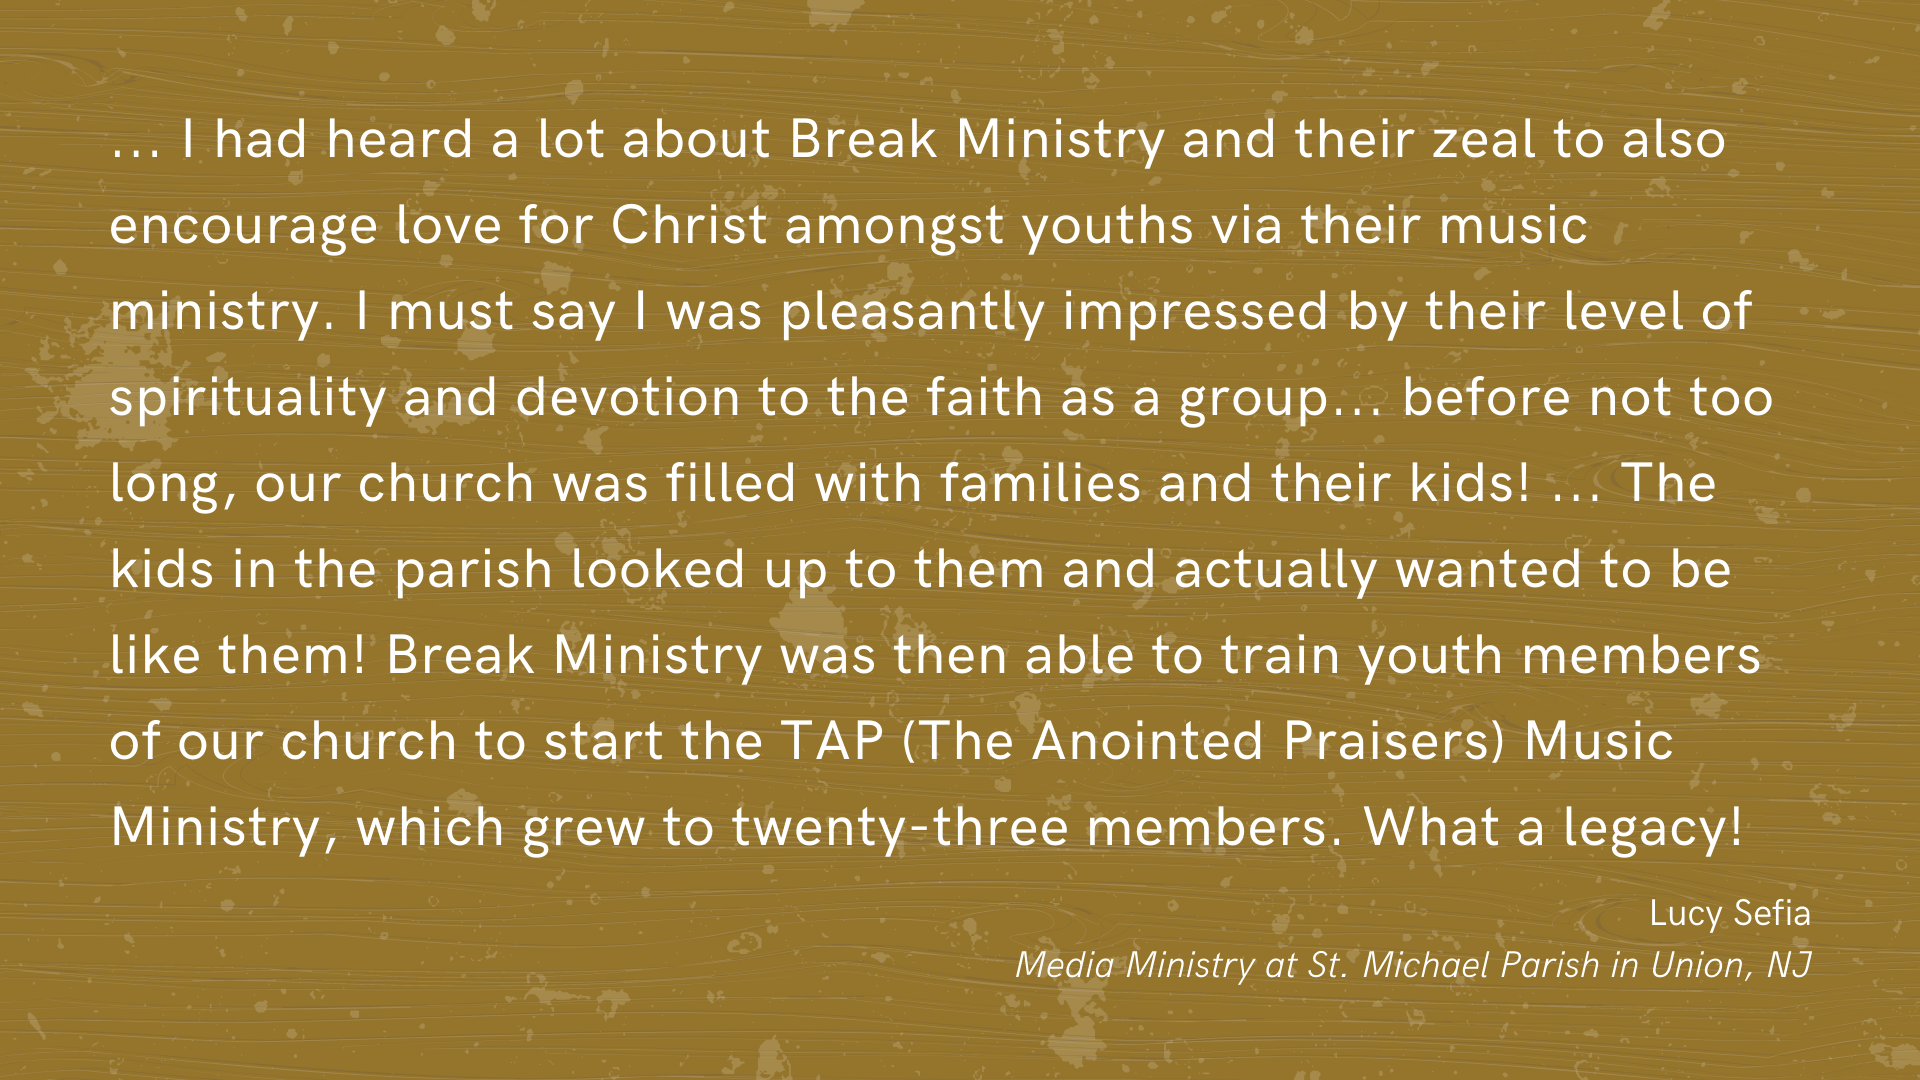 ... I had heard a lot about Break Ministry and their zeal to also
encourage love for Christ amongst youths via their music
ministry. I must say I was pleasantly impressed by their level of
spirituality and devotion to the faith as a group... before not too
long, our church was filled with families and their kids! ... The
kids in the parish looked up to them and actually wanted to be
like them! Break Ministry was then able to train youth members
of our church to start the TAP (The Anointed Praisers) Music
Ministry, which grew to twenty-three members. What a legacy!
Lucy Sefia
Media Ministry at St. Michael Parish in Union, NJ